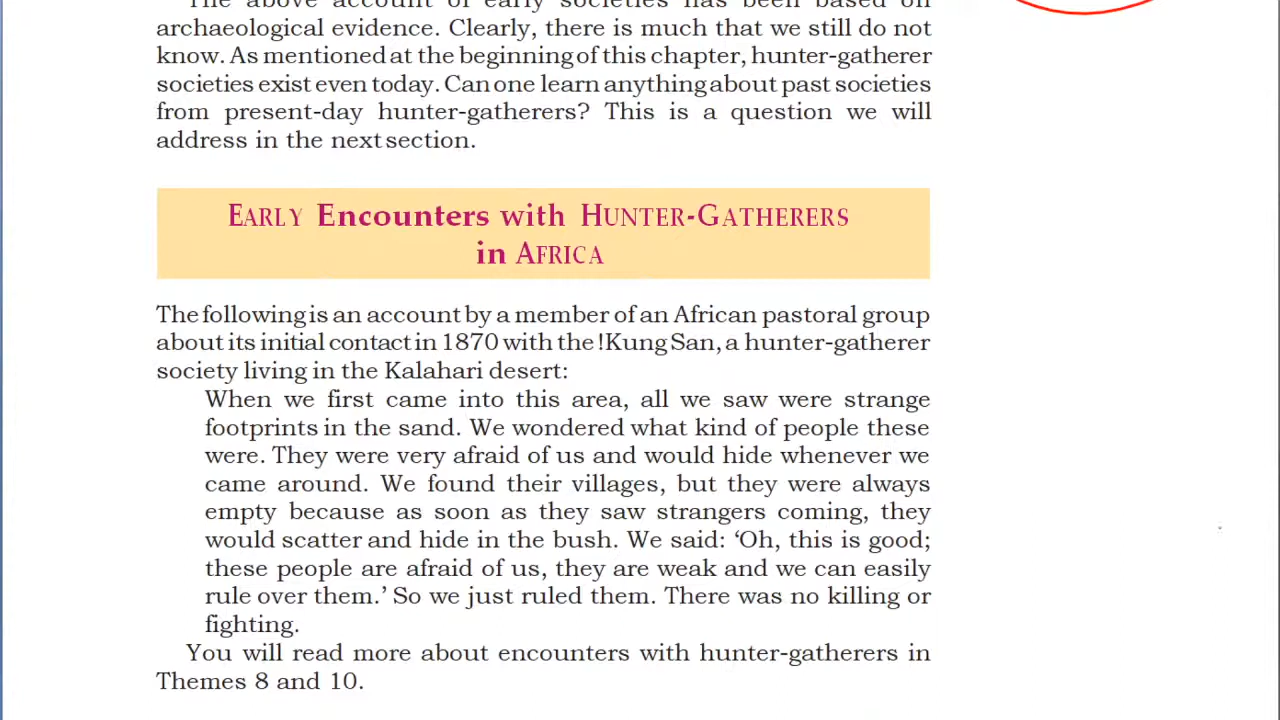 The above account of early societies has been based on
archaeological evidence. Clearly, there is much that we still do not
know. As mentioned at the beginning of this chapter, hunter-gatherer
societies exist even today. Can one learn anything about past societies
from present-day hunter-gatherers? This is a question we will
address in the next section.
EARLY Encounters with HUNTER-GATHERERS
in AFRICA
The following is an account by a member of an African pastoral group
about its initial contact in 1870 with the !Kung San, a hunter-gatherer
society living in the Kalahari desert:
When we first came into this area, all we saw were strange
footprints in the sand. We wondered what kind of people these
were. They were very afraid of us and would hide whenever we
came around. We found their villages, but they were always
empty because as soon as they saw strangers coming, they
would scatter and hide in the bush. We said: ‘Oh, this is good;
these people are afraid of us, they are weak and we can easily
rule over them.’ So we just ruled them. There was no killing or
fighting.
You will read more about encounters with hunter-gatherers in
Themes 8 and 10.